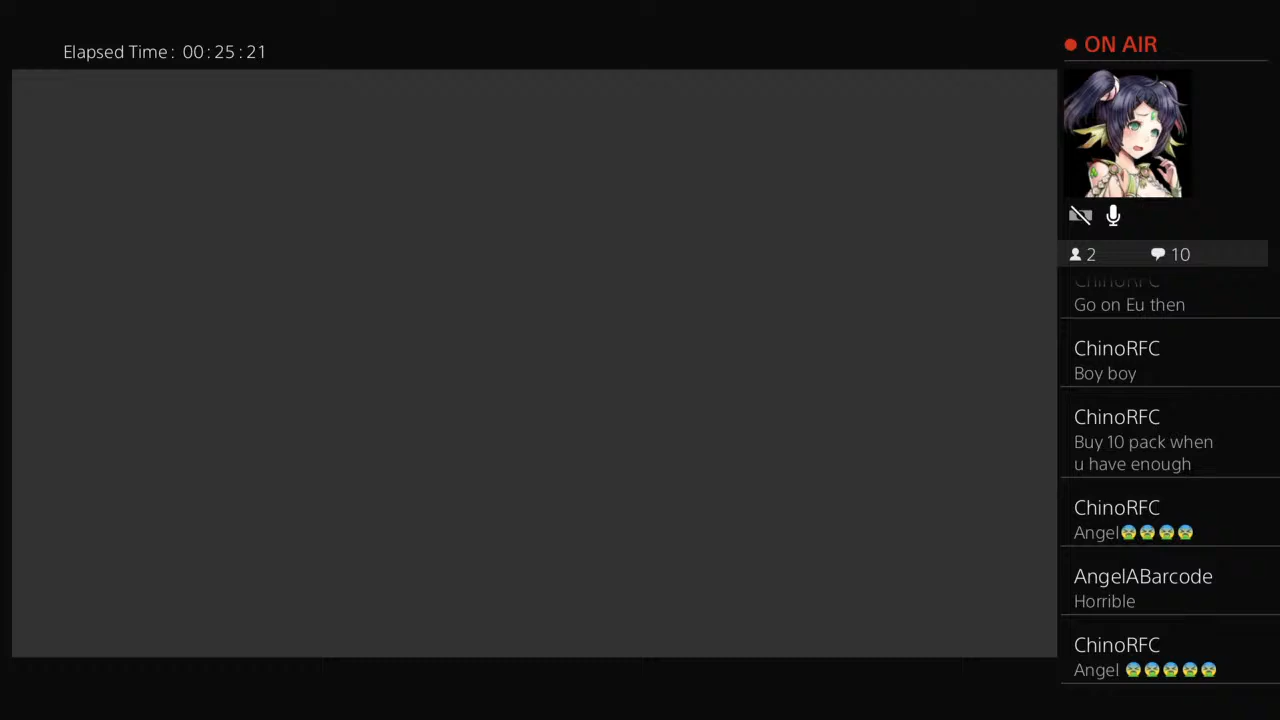 Elapsed Time: 00:25:21
ON AIR
2
10
ChinoRFC
Go on Eu then
ChinoRFC
Boy boy
ChinoRFC
Buy 10 pack when
u have enough
ChinoRFC
Angel🤮🤮🤮🤮
AngelABarcode
Horrible
ChinoRFC
Angel 🤮🤮🤮🤮🤮